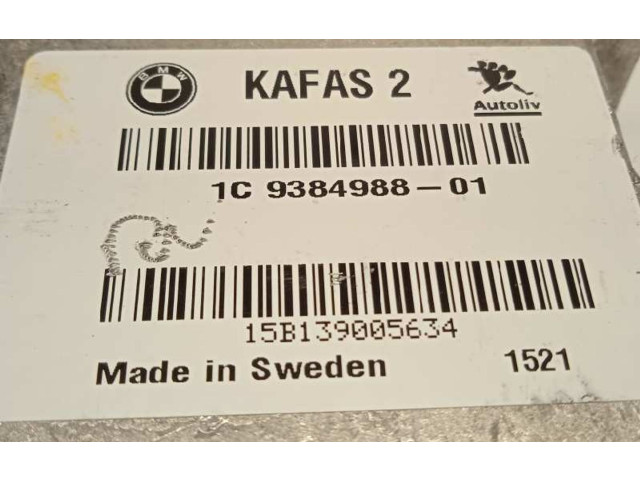 BMW
KAFAS 2
Autoliv
1C 9384988-01
15B139005634
Made in Sweden 1521